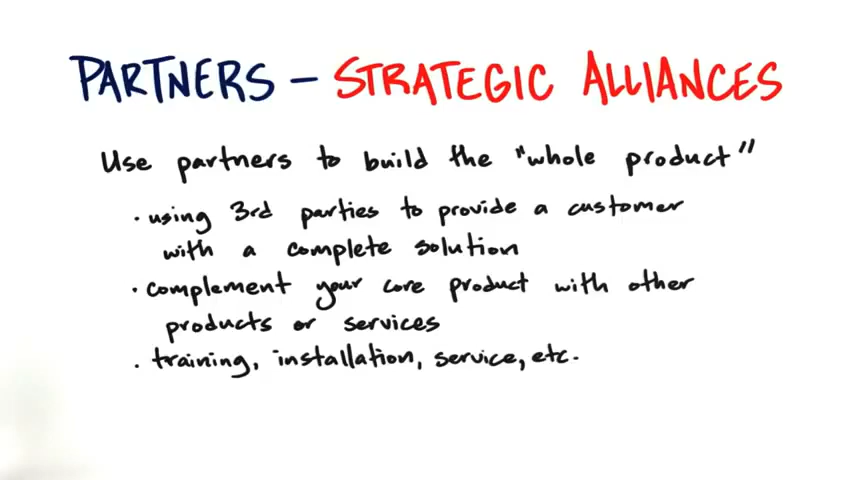 PARTNERS – STRATEGIC ALLIANCES
Use partners to build the "whole product"
· using 3rd parties to provide a customer
with a complete solution
· complement your core product with other
products or services
· training, installation, service, etc.